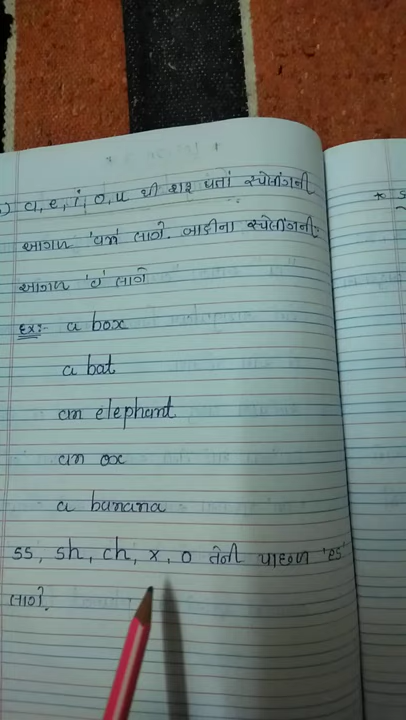 a, e, i, o, u થી શરૂ થતાં સ્પેલીંગની
આગળ 'an' લાગે. બાકીના સ્પેલીંગની
આગળ 'a' લાગે
Ex:- a box
a bat
an elephant
an ox
a banana
ss, sh, ch, x, o તેની પાછળ 'es'
લાગે.